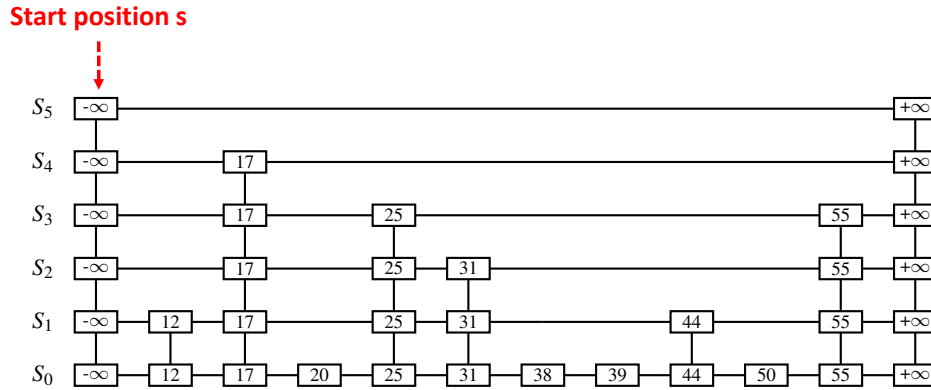 Start position s
S5 -∞ +∞
S4 -∞ 17 +∞
S3 -∞ 17 25 55 +∞
S2 -∞ 17 25 31 55 +∞
S1 -∞ 12 17 25 31 44 55 +∞
S0 -∞ 12 17 20 25 31 38 39 44 50 55 +∞